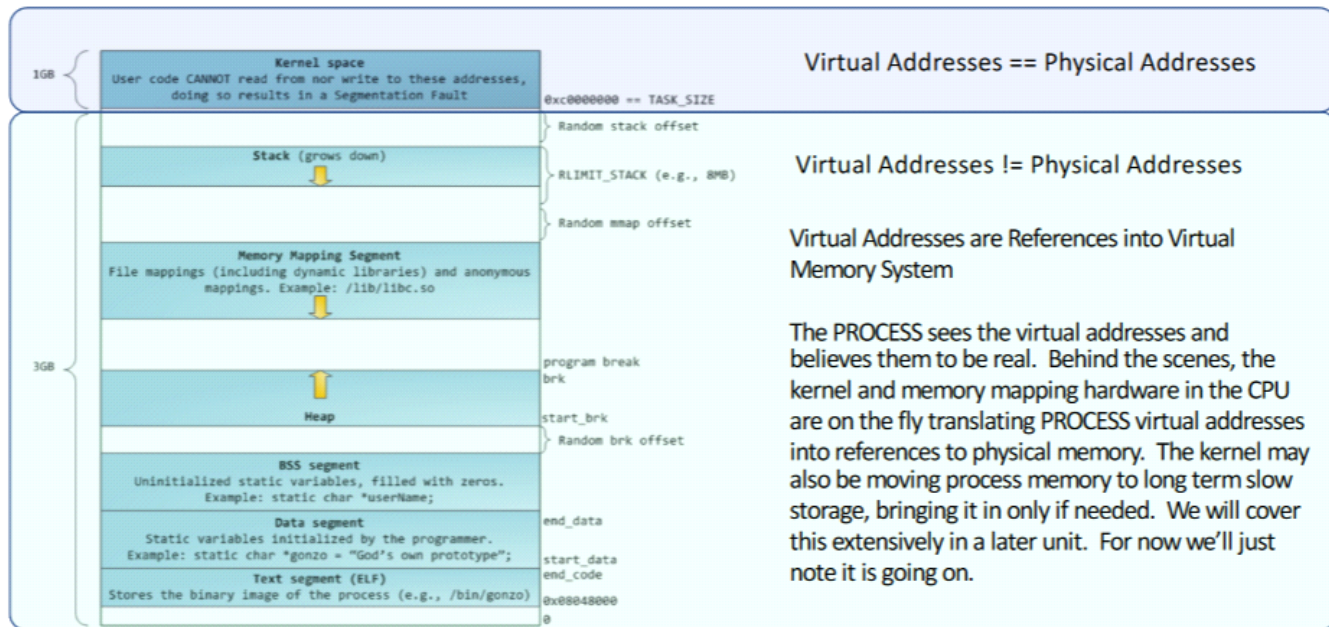 1GB
Kernel space
User code CANNOT read from nor write to these addresses,
doing so results in a Segmentation Fault
0xc0000000 == TASK_SIZE
Random stack offset
Stack (grows down)
RLIMIT_STACK (e.g., 8MB)
Random mmap offset
Memory Mapping Segment
File mappings (including dynamic libraries) and anonymous
mappings. Example: /lib/libc.so
3GB
program break
brk
Heap
start_brk
Random brk offset
BSS segment
Uninitialized static variables, filled with zeros.
Example: static char *userName;
Data segment
Static variables initialized by the programmer.
Example: static char *gonzo = “God’s own prototype”;
end_data
start_data
Text segment (ELF)
Stores the binary image of the process (e.g., /bin/gonzo)
end_code
0x08048000
0
Virtual Addresses == Physical Addresses
Virtual Addresses != Physical Addresses
Virtual Addresses are References into Virtual
Memory System
The PROCESS sees the virtual addresses and
believes them to be real. Behind the scenes, the
kernel and memory mapping hardware in the CPU
are on the fly translating PROCESS virtual addresses
into references to physical memory. The kernel may
also be moving process memory to long term slow
storage, bringing it in only if needed. We will cover
this extensively in a later unit. For now we’ll just
note it is going on.